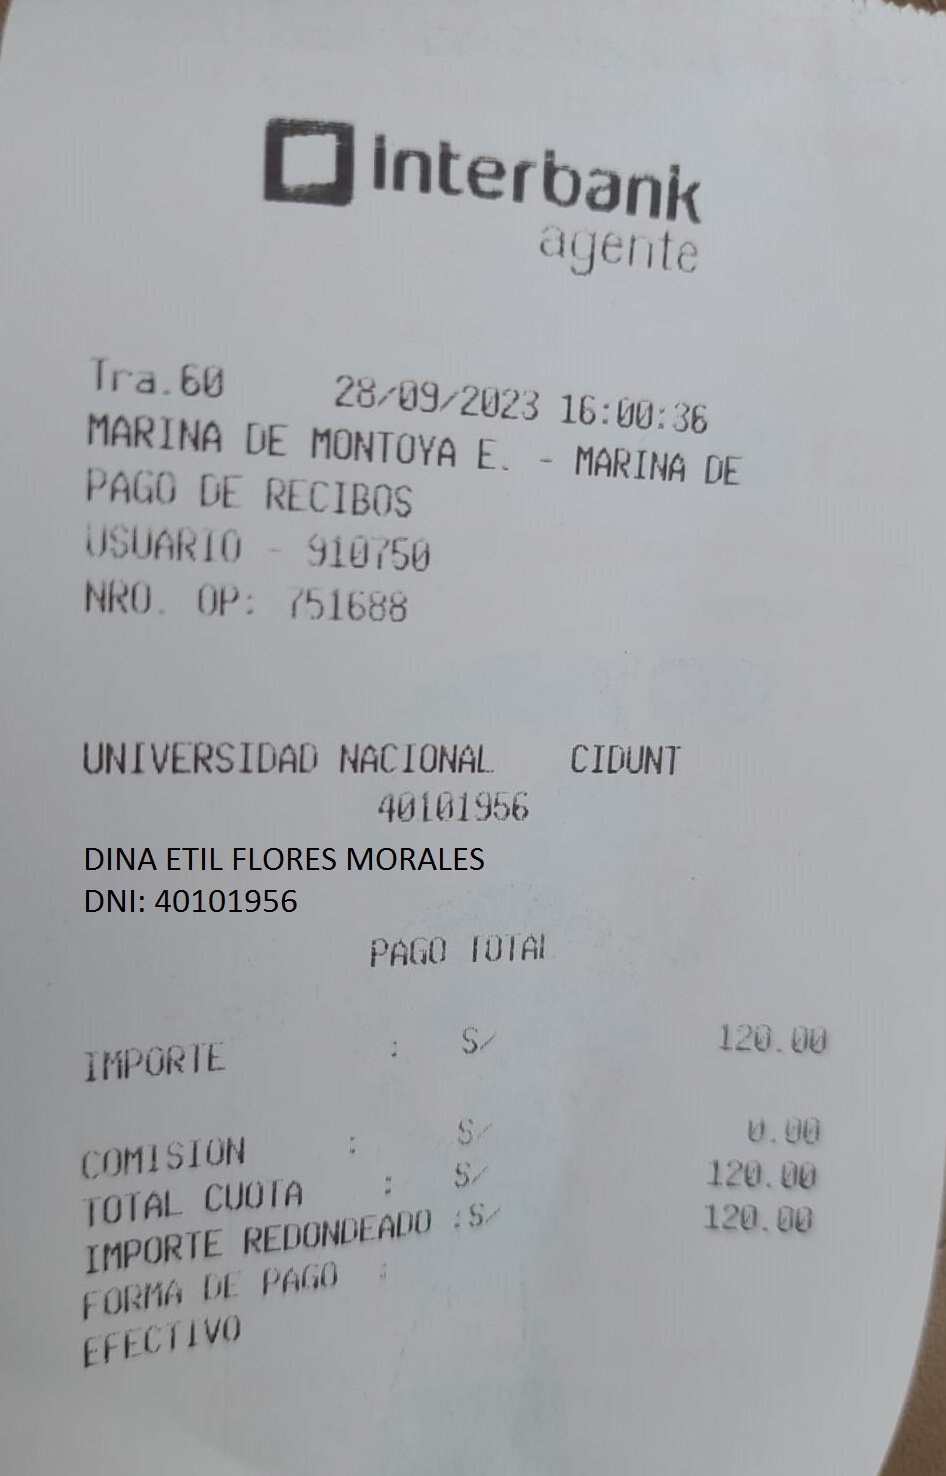 interbank
agente
Tra.60 28/09/2023 16:00:36
MARINA DE MONTOYA E. - MARINA DE
PAGO DE RECIBOS
USUARIO - 910750
NRO. OP: 751688
UNIVERSIDAD NACIONAL CIDUNT
40101956
DINA ETIL FLORES MORALES
DNI: 40101956
PAGO TOTAL
IMPORTE : S/ 120.00
COMISION : S/ 0.00
TOTAL CUOTA : S/ 120.00
IMPORTE REDONDEADO :S/ 120.00
FORMA DE PAGO :
EFECTIVO